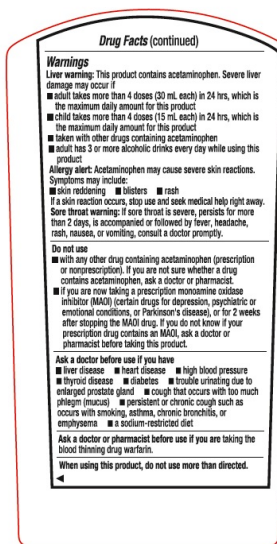 Drug Facts (continued)
Warnings
Liver warning: This product contains acetaminophen. Severe liver
damage may occur if
■ adult takes more than 4 doses (30 mL each) in 24 hrs, which is
the maximum daily amount for this product
■ child takes more than 4 doses (15 mL each) in 24 hrs, which is
the maximum daily amount for this product
■ taken with other drugs containing acetaminophen
■ adult has 3 or more alcoholic drinks every day while using this
product
Allergy alert: Acetaminophen may cause severe skin reactions.
Symptoms may include:
■ skin reddening ■ blisters ■ rash
If a skin reaction occurs, stop use and seek medical help right away.
Sore throat warning: If sore throat is severe, persists for more
than 2 days, is accompanied or followed by fever, headache,
rash, nausea, or vomiting, consult a doctor promptly.
Do not use
■ with any other drug containing acetaminophen (prescription
or nonprescription). If you are not sure whether a drug
contains acetaminophen, ask a doctor or pharmacist.
■ if you are now taking a prescription monoamine oxidase
inhibitor (MAOI) (certain drugs for depression, psychiatric or
emotional conditions, or Parkinson's disease), or for 2 weeks
after stopping the MAOI drug. If you do not know if your
prescription drug contains an MAOI, ask a doctor or
pharmacist before taking this product.
Ask a doctor before use if you have
■ liver disease ■ heart disease ■ high blood pressure
■ thyroid disease ■ diabetes ■ trouble urinating due to
enlarged prostate gland ■ cough that occurs with too much
phlegm (mucus) ■ persistent or chronic cough such as
occurs with smoking, asthma, chronic bronchitis, or
emphysema ■ a sodium-restricted diet
Ask a doctor or pharmacist before use if you are taking the
blood thinning drug warfarin.
When using this product, do not use more than directed.